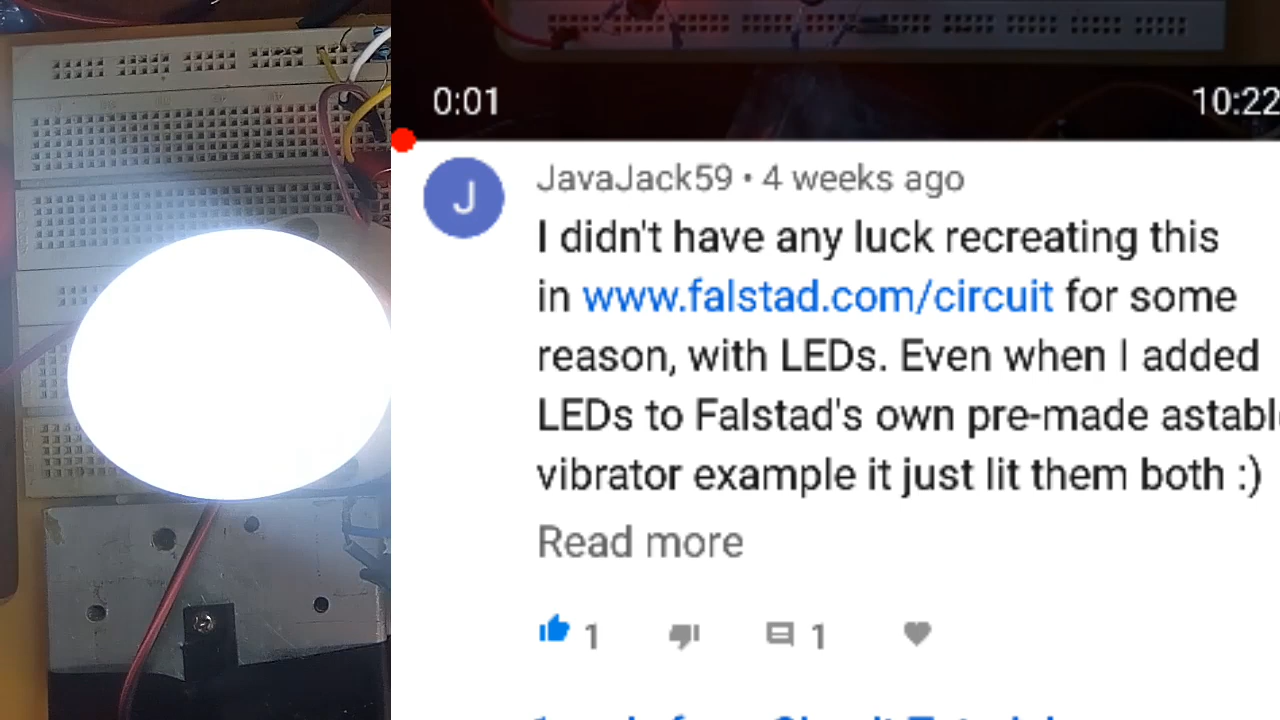 0:01 10:22
J
JavaJack59 • 4 weeks ago
I didn't have any luck recreating this
in www.falstad.com/circuit for some
reason, with LEDs. Even when I added
LEDs to Falstad's own pre-made astabl
vibrator example it just lit them both :)
Read more
1 1